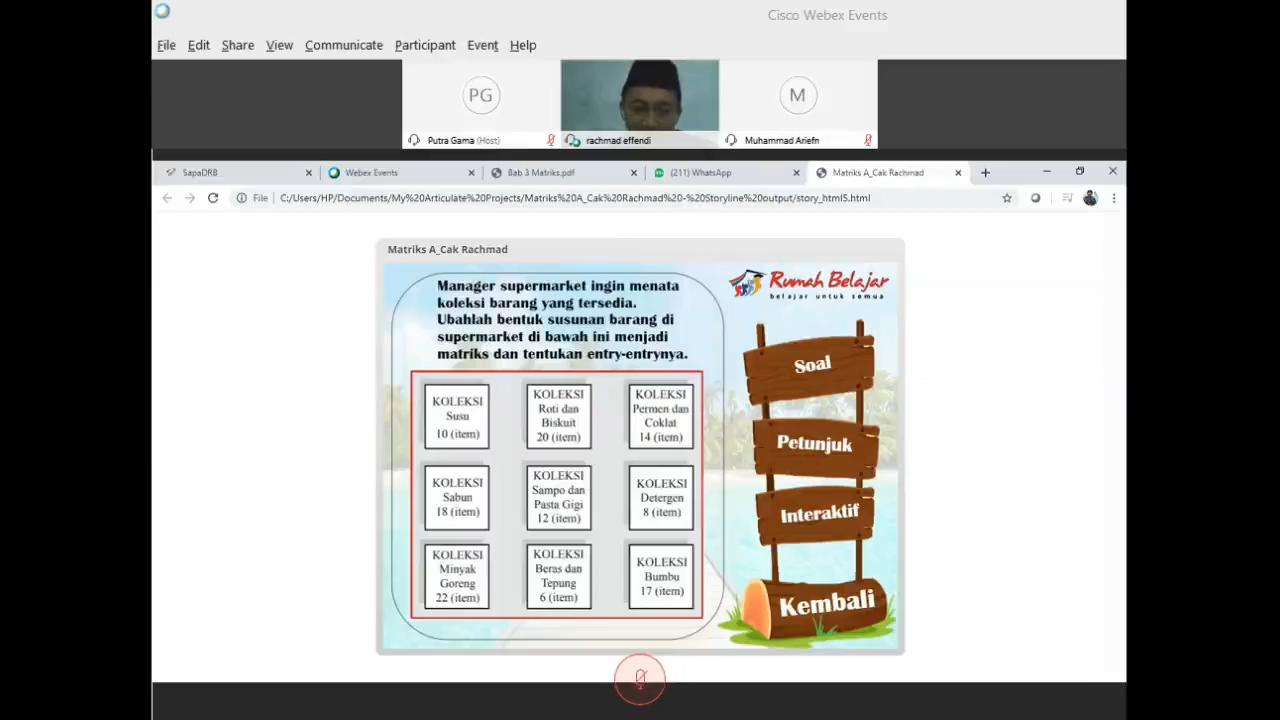 Cisco Webex Events
File Edit Share View Communicate Participant Event Help
PG
M
Putra Gama (Host)
rachmad effendi
Muhammad Ariefn
SapaDRB
Webex Events
Bab 3 Matriks.pdf
(211) WhatsApp
Matriks A_Cak Rachmad
File C:/Users/HP/Documents/My%20Articulate%20Projects/Matriks%20A_Cak%20Rachmad%20-%20Storyline%20output/story_html5.html
Matriks A_Cak Rachmad
Manager supermarket ingin menata
koleksi barang yang tersedia.
Ubahlah bentuk susunan barang di
supermarket di bawah ini menjadi
matriks dan tentukan entry-entrynya.
KOLEKSI
Susu
10 (item)
KOLEKSI
Roti dan
Biskuit
20 (item)
KOLEKSI
Permen dan
Coklat
14 (item)
KOLEKSI
Sabun
18 (item)
KOLEKSI
Sampo dan
Pasta Gigi
12 (item)
KOLEKSI
Detergen
8 (item)
KOLEKSI
Minyak
Goreng
22 (item)
KOLEKSI
Beras dan
Tepung
6 (item)
KOLEKSI
Bumbu
17 (item)
Rumah Belajar
belajar untuk semua
Soal
Petunjuk
Interaktif
Kembali